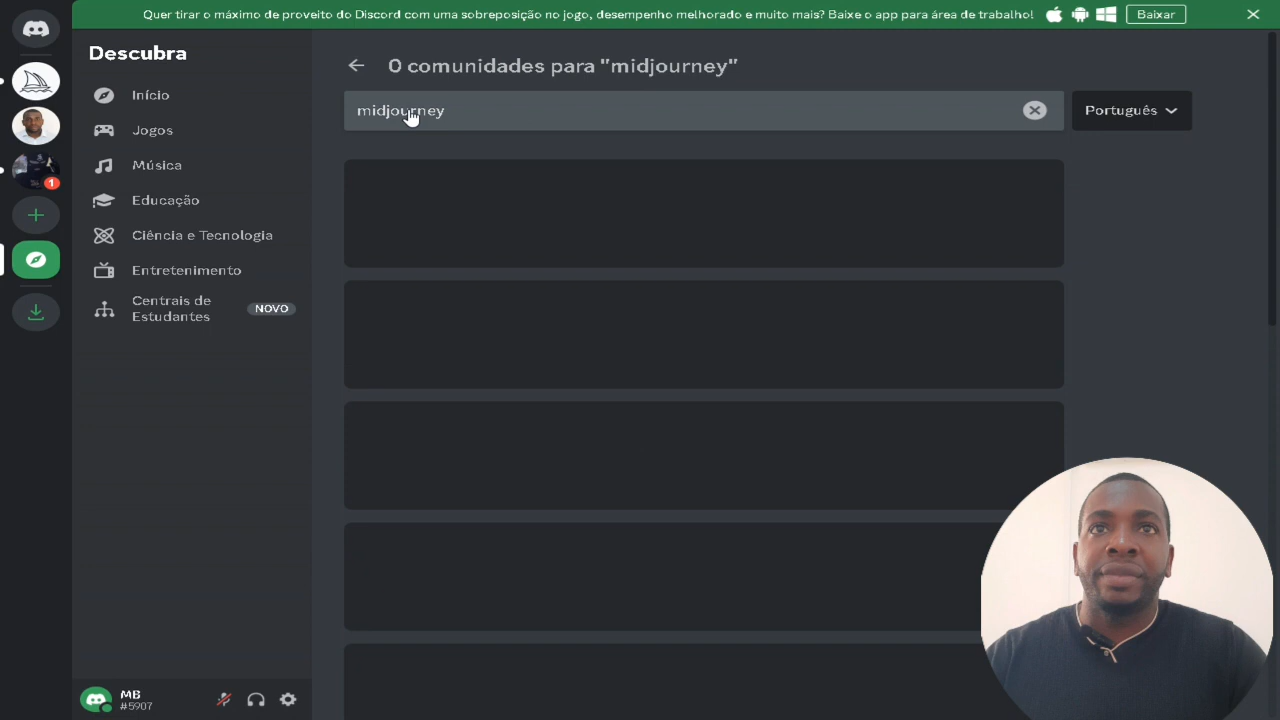 Quer tirar o máximo de proveito do Discord com uma sobreposição no jogo, desempenho melhorado e muito mais? Baixe o app para área de trabalho!
Baixar
Descubra
Início
Jogos
Música
Educação
Ciência e Tecnologia
Entretenimento
Centrais de
Estudantes
NOVO
0 comunidades para "midjourney"
midjourney
Português
1
MB
#5907